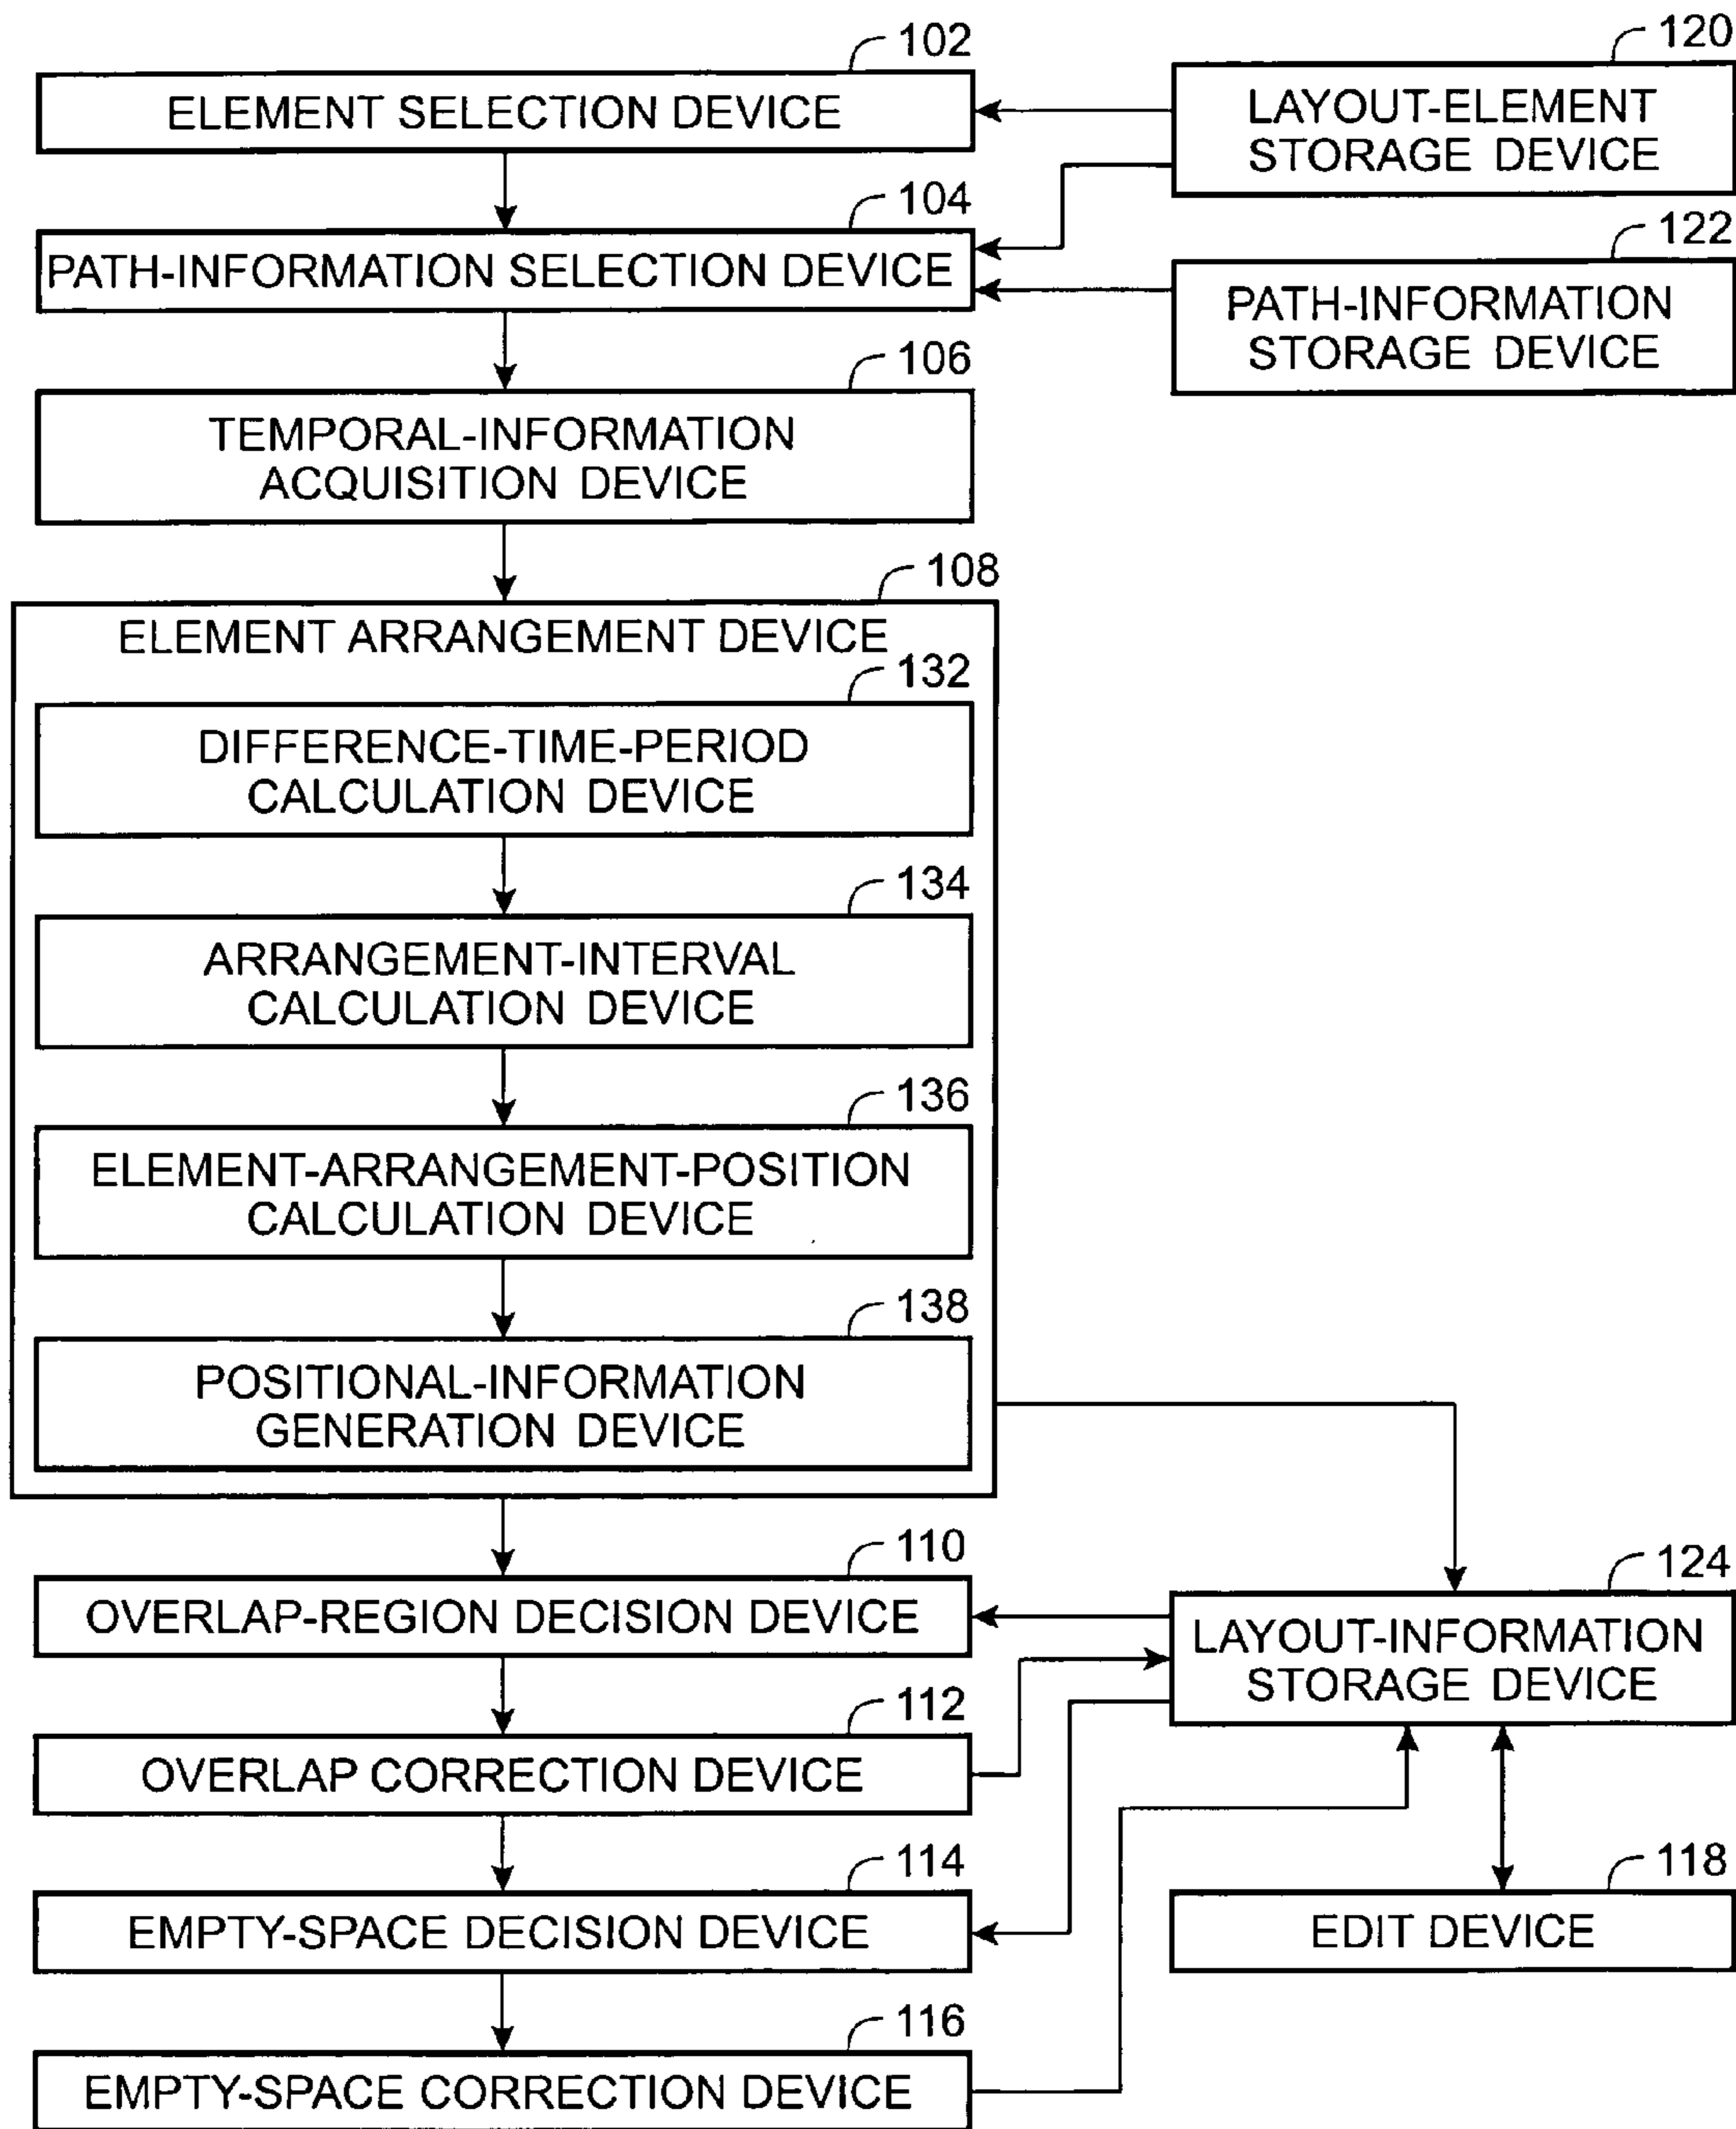 102
ELEMENT SELECTION DEVICE
120
LAYOUT-ELEMENT
STORAGE DEVICE
104
PATH-INFORMATION SELECTION DEVICE
122
PATH-INFORMATION
STORAGE DEVICE
106
TEMPORAL-INFORMATION
ACQUISITION DEVICE
108
ELEMENT ARRANGEMENT DEVICE
132
DIFFERENCE-TIME-PERIOD
CALCULATION DEVICE
134
ARRANGEMENT-INTERVAL
CALCULATION DEVICE
136
ELEMENT-ARRANGEMENT-POSITION
CALCULATION DEVICE
138
POSITIONAL-INFORMATION
GENERATION DEVICE
110
OVERLAP-REGION DECISION DEVICE
124
LAYOUT-INFORMATION
STORAGE DEVICE
112
OVERLAP CORRECTION DEVICE
114
EMPTY-SPACE DECISION DEVICE
118
EDIT DEVICE
116
EMPTY-SPACE CORRECTION DEVICE